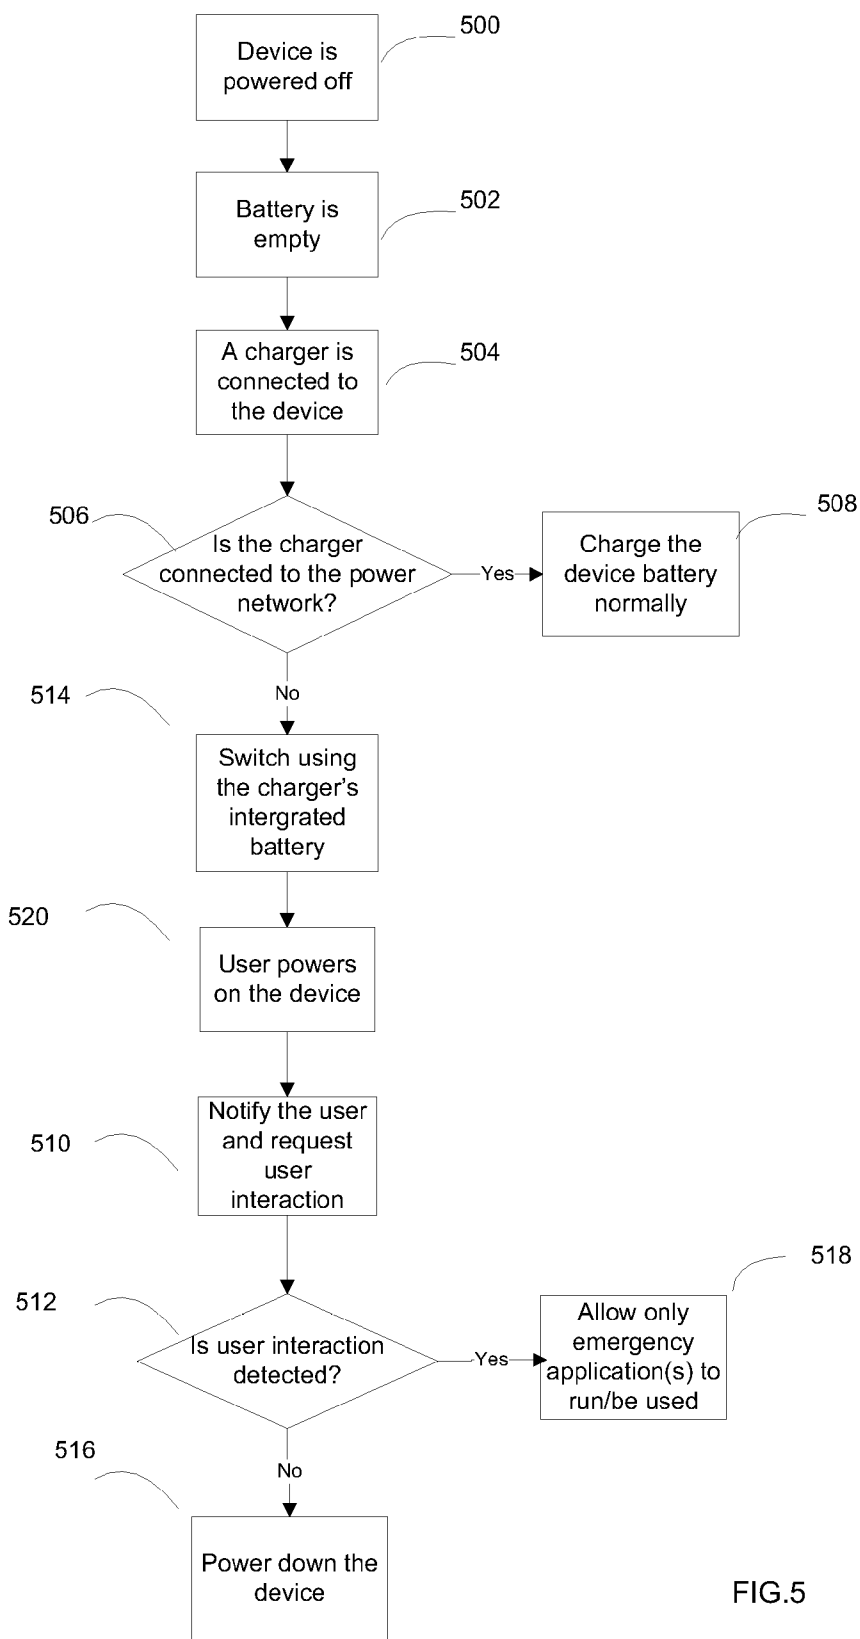 500
Device is
powered off
502
Battery is
empty
504
A charger is
connected to
the device
506
Is the charger
connected to the power
network?
Yes
508
Charge the
device battery
normally
No
514
Switch using
the charger's
intergrated
battery
520
User powers
on the device
510
Notify the user
and request
user
interaction
512
Is user interaction
detected?
Yes
518
Allow only
emergency
application(s) to
run/be used
No
516
Power down the
device
FIG.5